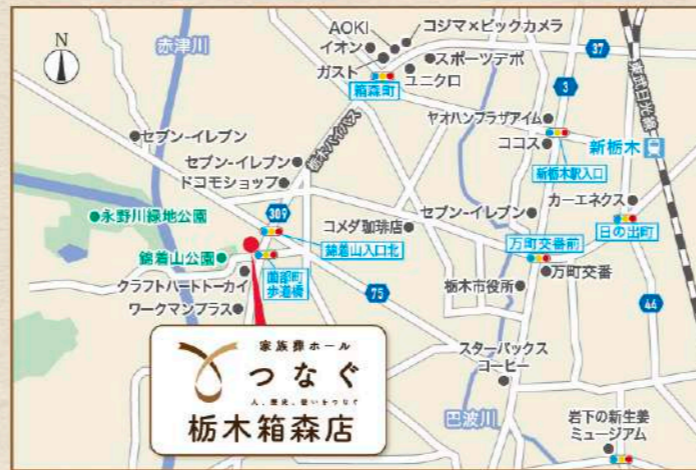 N
赤津川
AOKI
コジマ×ビックカメラ
イオン
スポーツデポ
ガスト
ユニクロ
箱森町
37
3
東武日光線
ヤオハンプラザアイム
ココス
新栃木
新栃木駅入口
セブン-イレブン
栃木バイパス
セブン-イレブン
ドコモショップ
カーエネクス
永野川緑地公園
309
コメダ珈琲店
セブン-イレブン
日の出町
錦着山公園
錦着山入口北
万町交番前
クラフトハートトーカイ
薗部町
歩道橋
万町交番
ワークマンプラス
75
栃木市役所
44
家族葬ホール
つなぐ
人、歴史、想いをつなぐ
栃木箱森店
スターバックス
コーヒー
巴波川
岩下の新生姜
ミュージアム